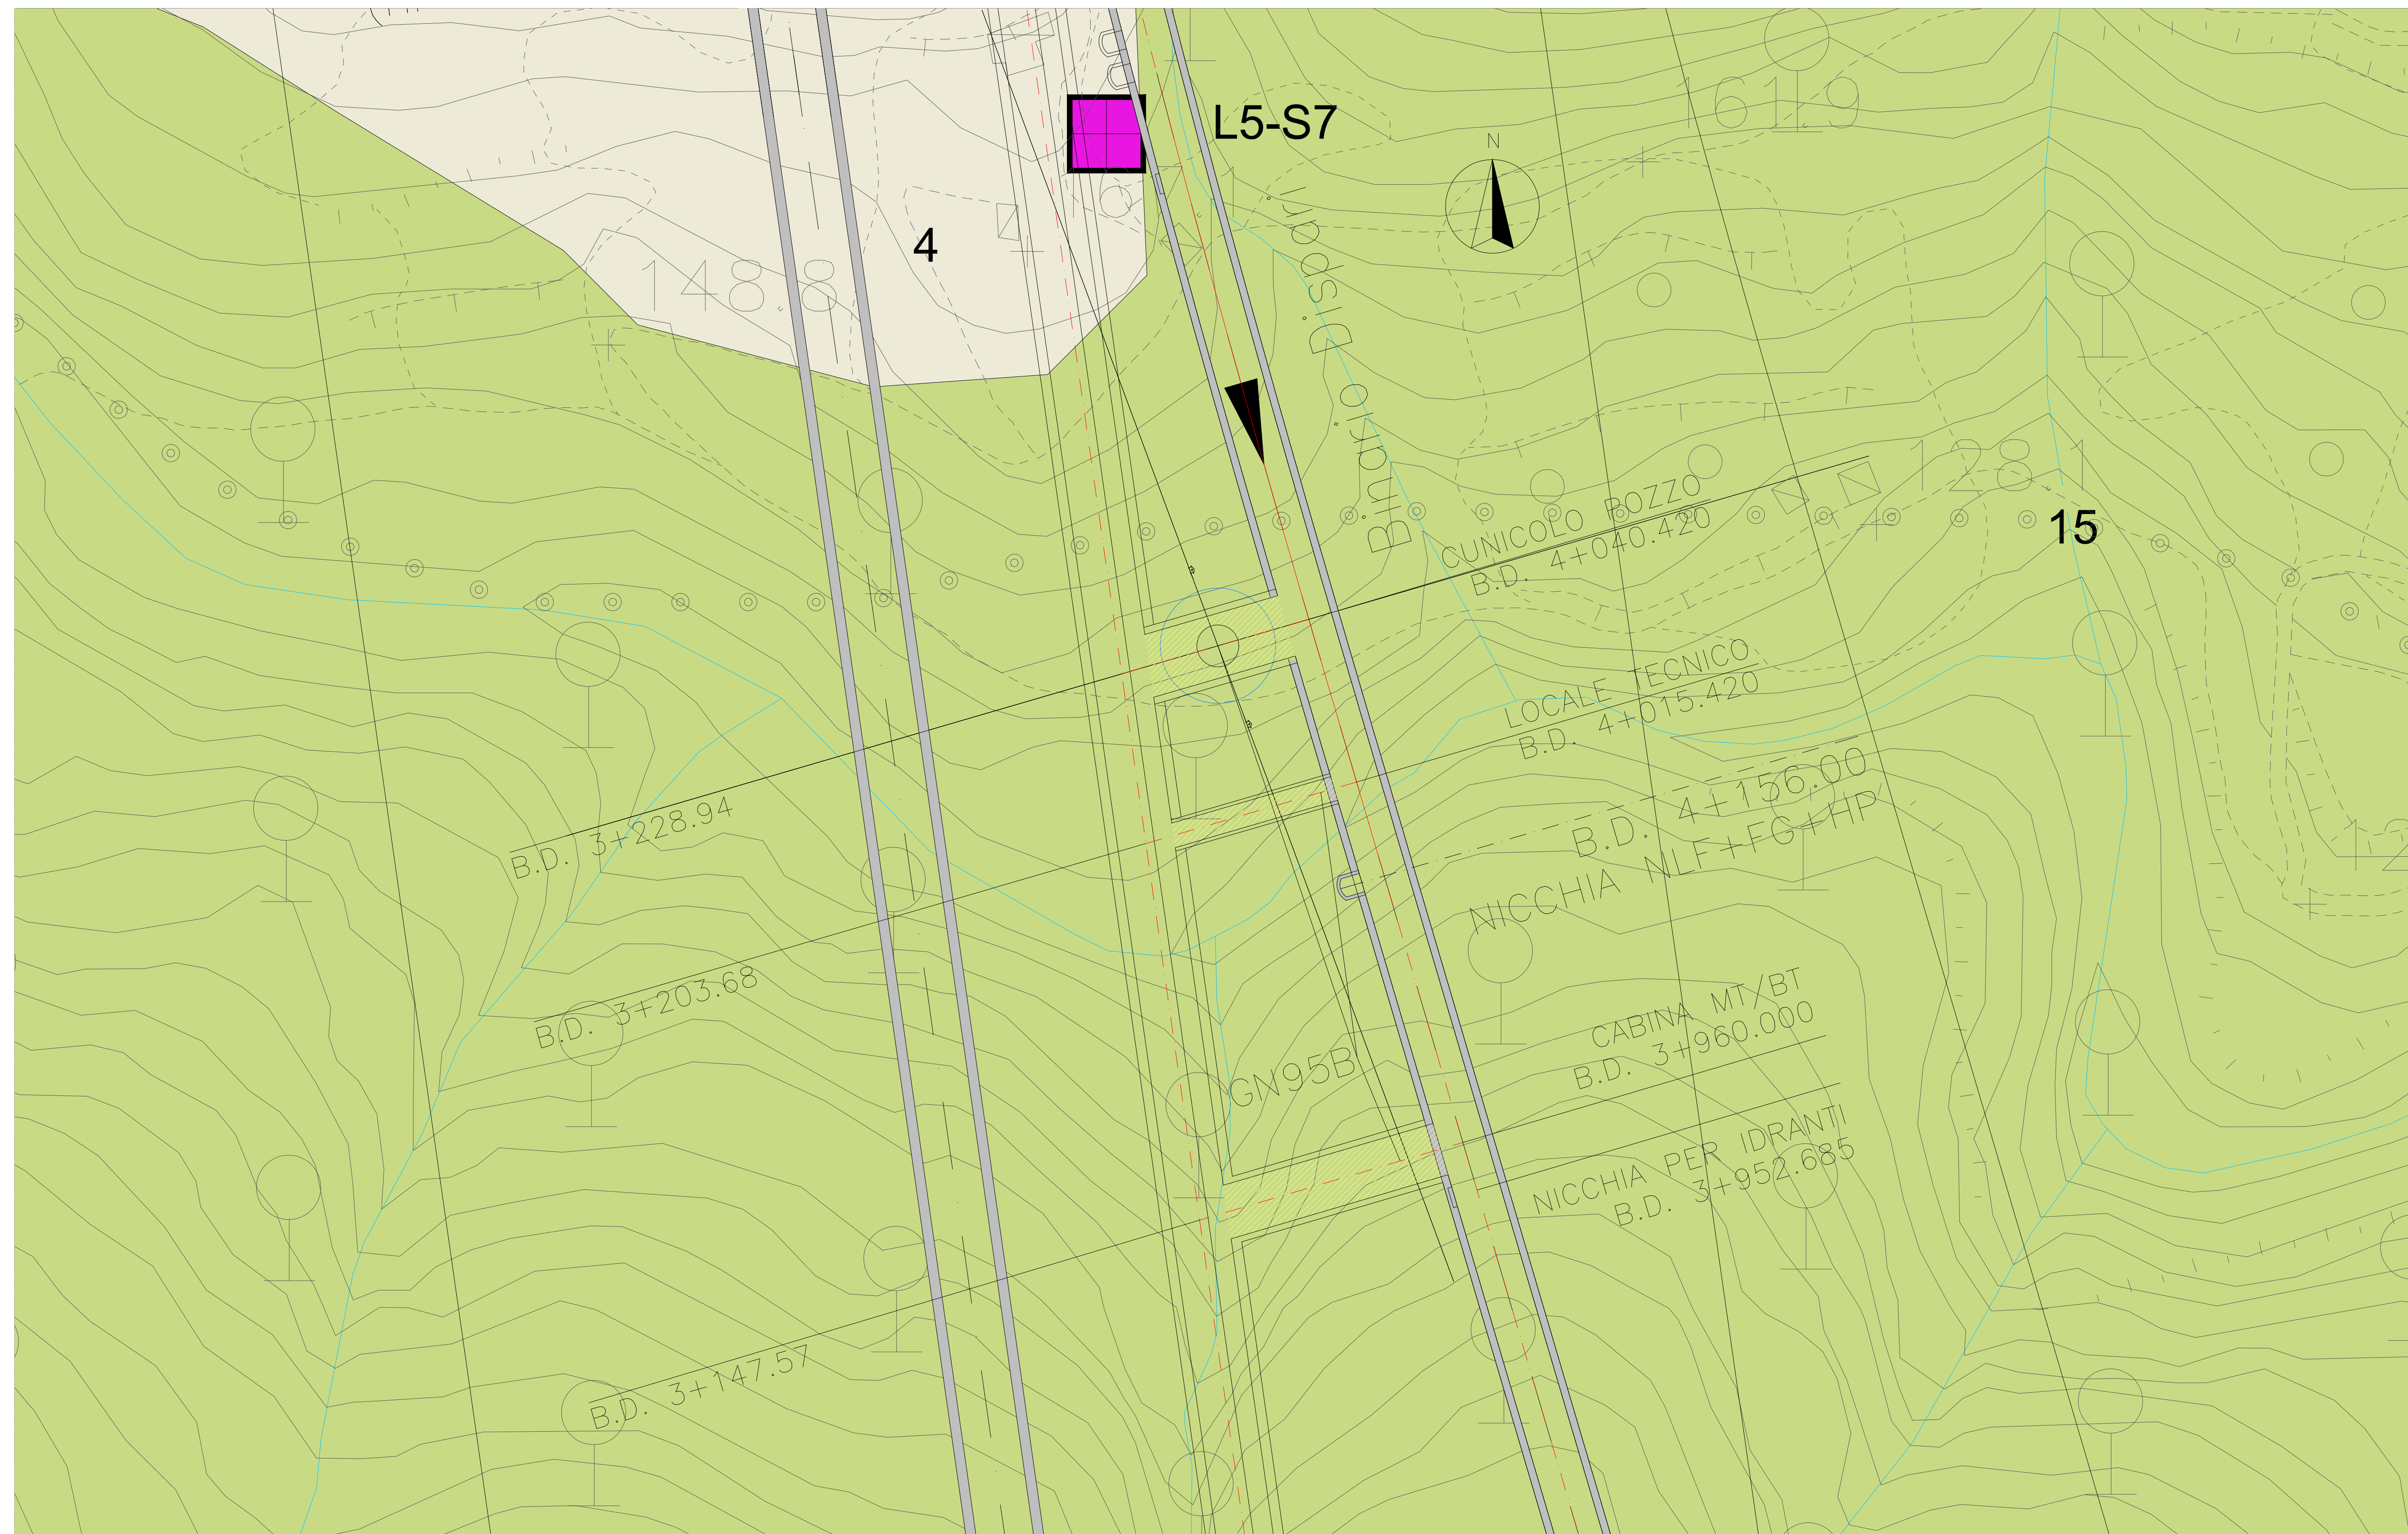 L5-S7
1619
N
4
148 8
Binario Dispari
128 1
15
CUNICOLO POZZO
B.D. 4+040.420
LOCALE TECNICO
B.D. 4+015.420
B.D. 4+156.00
NICCHIA NLF+FG+HP
B.D. 3+228.94
B.D. 3+203.68
CABINA MT/BT
B.D. 3+960.000
GN95B
NICCHIA PER IDRANTI
B.D. 3+952.685
B.D. 3+147.57